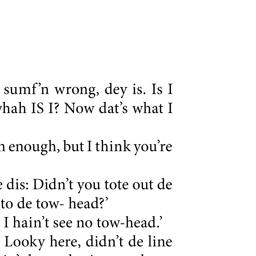 sumf’n wrong, dey is. Is I
IS I? Now dat’s what I
enough, but I think you’re
dis: Didn’t you tote out de
to de tow- head?’
I hain’t see no tow-head.’
Looky here, didn’t de line